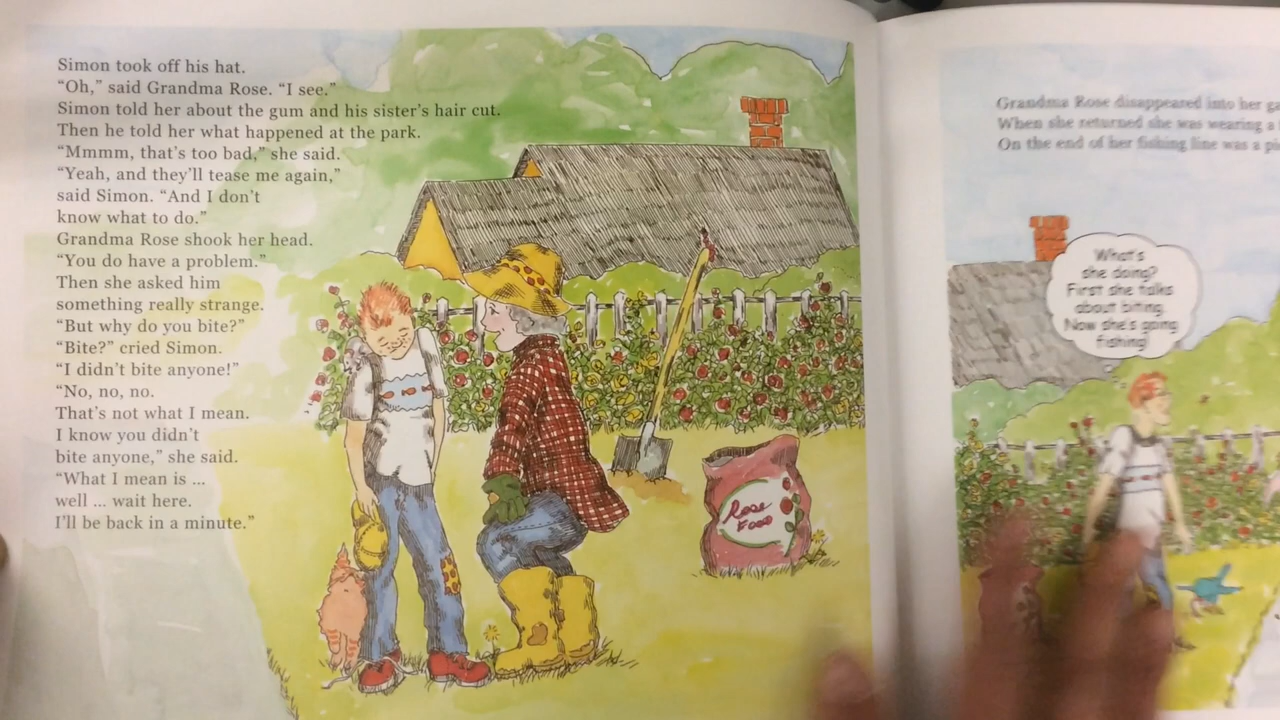 Simon took off his hat.
“Oh,” said Grandma Rose. “I see.”
Simon told her about the gum and his sister’s hair cut.
Then he told her what happened at the park.
“Mmmm, that’s too bad,” she said.
“Yeah, and they’ll tease me again,”
said Simon. “And I don’t
know what to do.”
Grandma Rose shook her head.
“You do have a problem.”
Then she asked him
something really strange.
“But why do you bite?”
“Bite?” cried Simon.
“I didn’t bite anyone!”
“No, no, no.
That’s not what I mean.
I know you didn’t
bite anyone,” she said.
“What I mean is ...
well ... wait here.
I’ll be back in a minute.”
Rose
Food
Grandma Rose disappeared into her
When she returned she was wearing a
On the end of her fishing line was a
What’s
she doing?
First she talks
about biting.
Now she’s going
fishing!